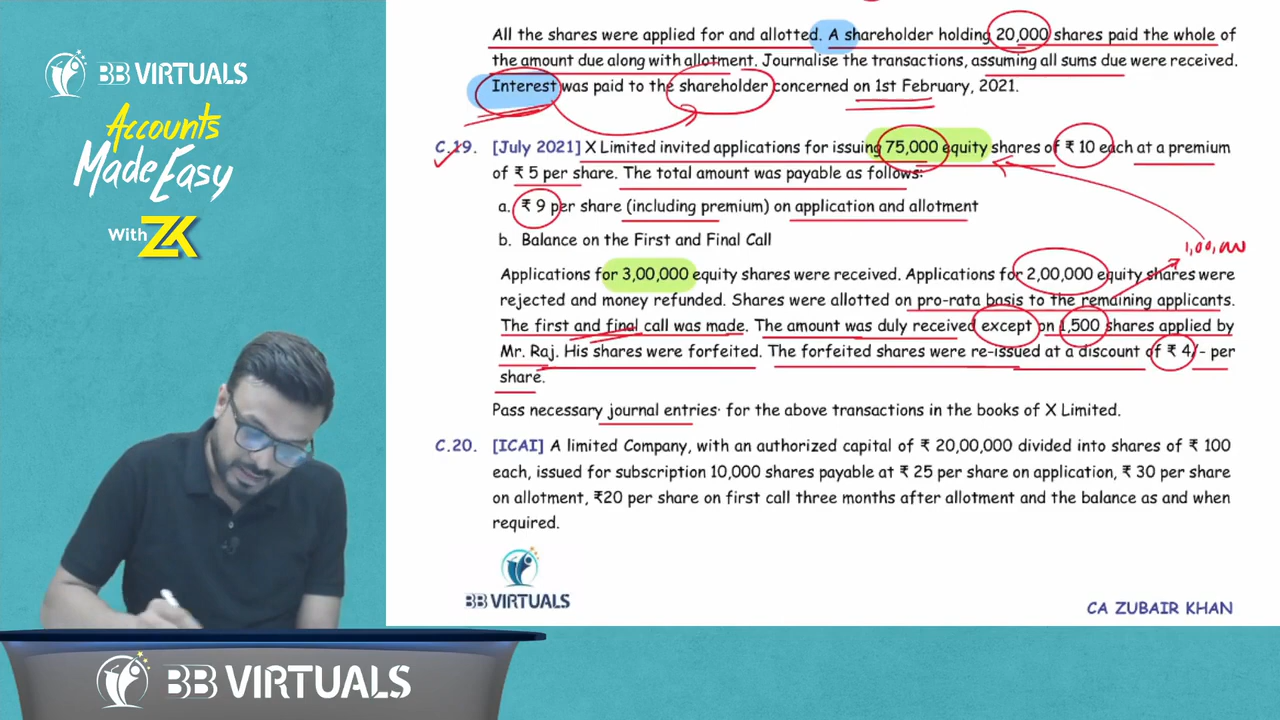 BB VIRTUALS
Accounts
Made Easy
With ZK
All the shares were applied for and allotted. A shareholder holding 20,000 shares paid the whole of
the amount due along with allotment. Journalise the transactions, assuming all sums due were received.
Interest was paid to the shareholder concerned on 1st February, 2021.
C.19. [July 2021] X Limited invited applications for issuing 75,000 equity shares of ₹ 10 each at a premium
of ₹ 5 per share. The total amount was payable as follows:
a. ₹ 9 per share (including premium) on application and allotment
b. Balance on the First and Final Call
1,00,000
Applications for 3,00,000 equity shares were received. Applications for 2,00,000 equity shares were
rejected and money refunded. Shares were allotted on pro-rata basis to the remaining applicants.
The first and final call was made. The amount was duly received except on 1,500 shares applied by
Mr. Raj. His shares were forfeited. The forfeited shares were re-issued at a discount of ₹ 4/- per
share.
Pass necessary journal entries for the above transactions in the books of X Limited.
C.20. [ICAI] A limited Company, with an authorized capital of ₹ 20,00,000 divided into shares of ₹ 100
each, issued for subscription 10,000 shares payable at ₹ 25 per share on application, ₹ 30 per share
on allotment, ₹20 per share on first call three months after allotment and the balance as and when
required.
BB VIRTUALS
CA ZUBAIR KHAN
BB VIRTUALS